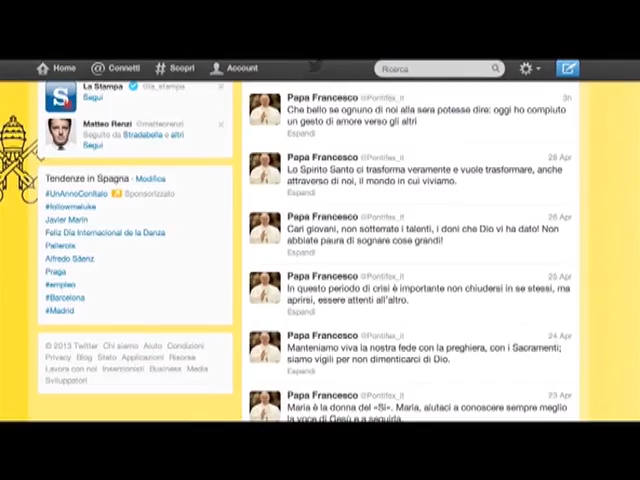 Home Connetti Scopri Account Ricerca
La Stampa @la_stampa
Segui
Matteo Renzi @matteorenzi
Seguito da Stradabella e altri
Segui
Tendenze in Spagna · Modifica
#UnAnnoConItalo Sponsorizzato
#followmeluke
Javier Marin
Feliz Día Internacional de la Danza
Pallerols
Alfredo Sáenz
Praga
#empleo
#Barcelona
#Madrid
© 2013 Twitter Chi siamo Aiuto Condizioni
Privacy Blog Stato Applicazioni Risorse
Lavora con noi Inserzionisti Business Media
Sviluppatori
Papa Francesco @Pontifex_it 3h
Che bello se ognuno di noi alla sera potesse dire: oggi ho compiuto
un gesto di amore verso gli altri
Espandi
Papa Francesco @Pontifex_it 28 Apr
Lo Spirito Santo ci trasforma veramente e vuole trasformare, anche
attraverso di noi, il mondo in cui viviamo.
Espandi
Papa Francesco @Pontifex_it 26 Apr
Cari giovani, non sotterrate i talenti, i doni che Dio vi ha dato! Non
abbiate paura di sognare cose grandi!
Espandi
Papa Francesco @Pontifex_it 25 Apr
In questo periodo di crisi è importante non chiudersi in se stessi, ma
aprirsi, essere attenti all'altro.
Espandi
Papa Francesco @Pontifex_it 24 Apr
Manteniamo viva la nostra fede con la preghiera, con i Sacramenti;
siamo vigili per non dimenticarci di Dio.
Espandi
Papa Francesco @Pontifex_it 23 Apr
Maria è la donna del «Sì». Maria, aiutaci a conoscere sempre meglio
la voce di Gesù e a seguirla.